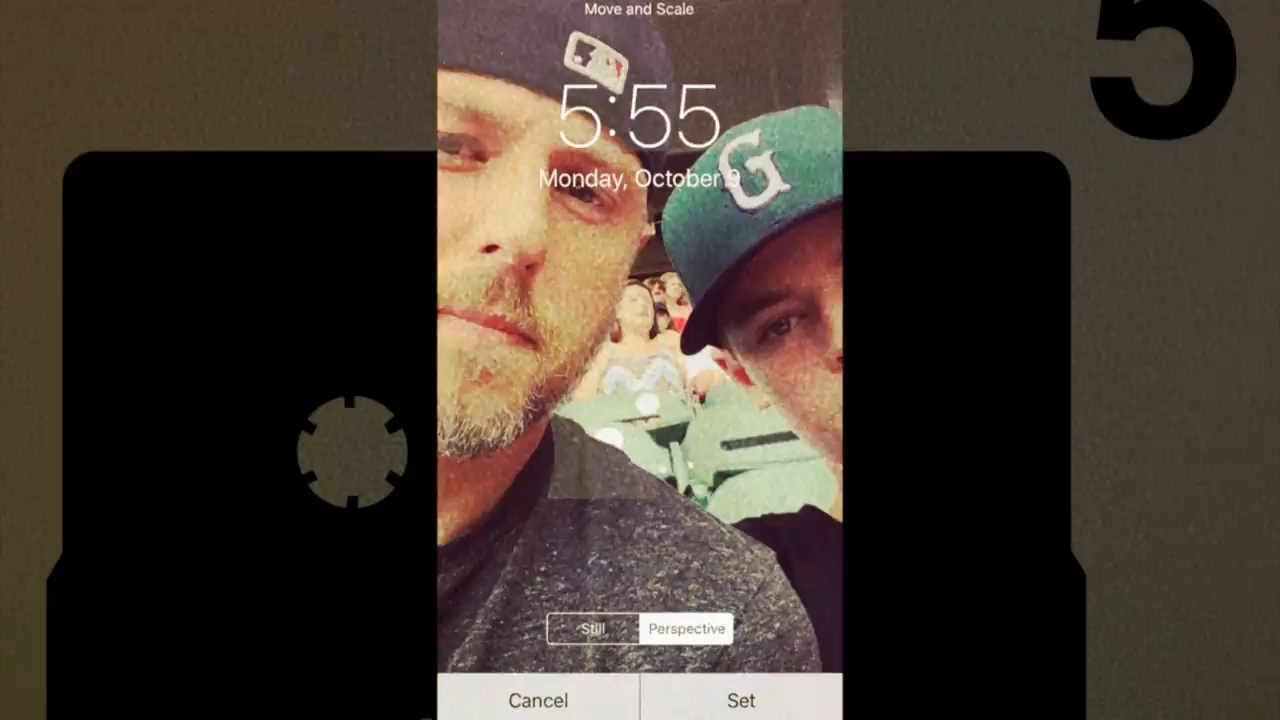 Move and Scale
5
5:55
G
Monday, October 9
Still
Perspective
Cancel
Set